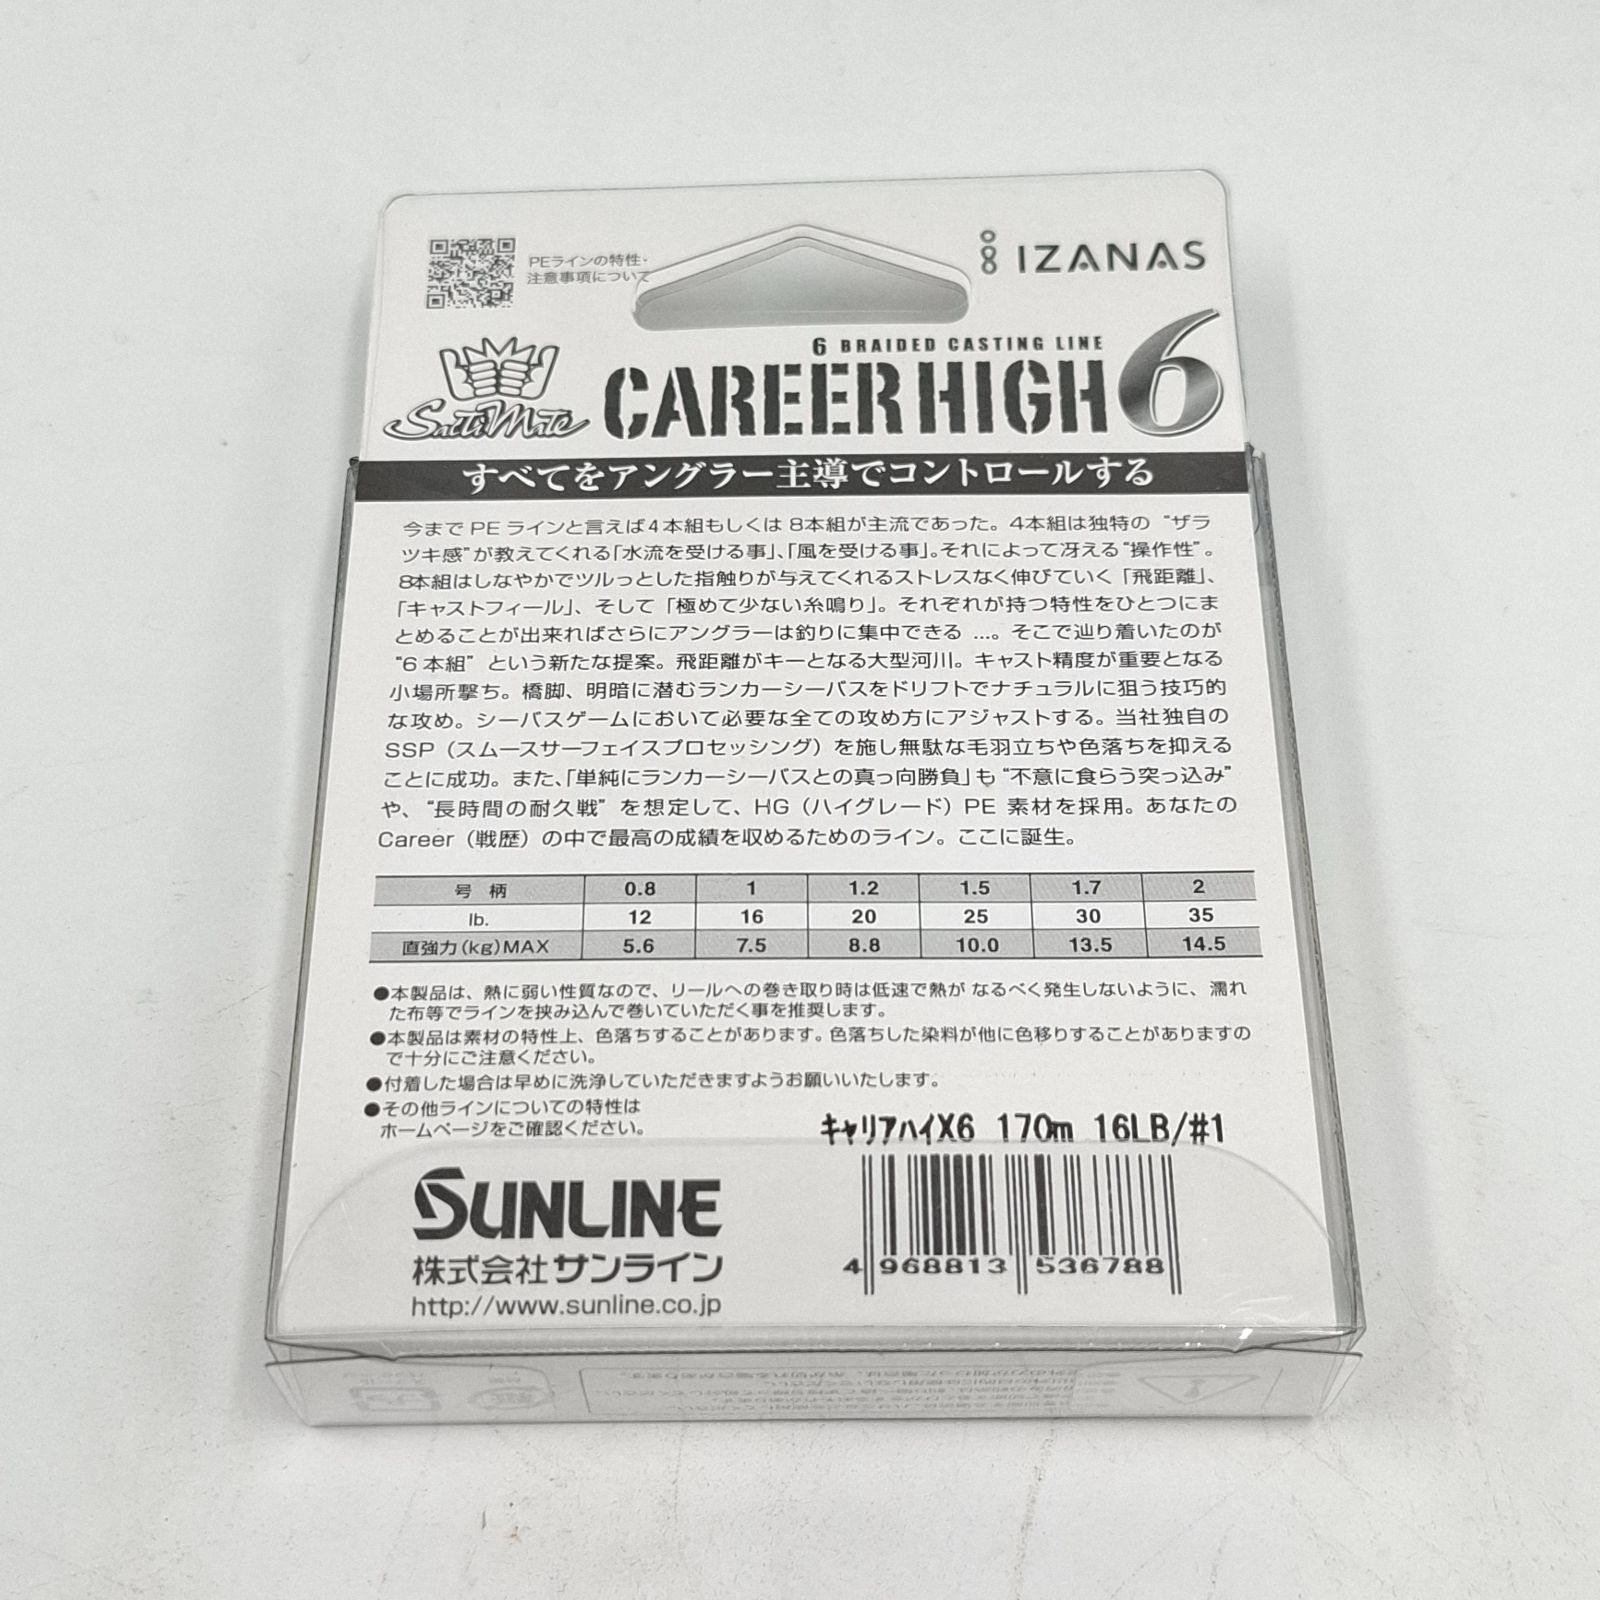 PEラインの特性・
注意事項について
IZANAS
Salti Mate
6 BRAIDED CASTING LINE
CAREER HIGH 6
すべてをアングラー主導でコントロールする
今まで PE ラインと言えば4本組もしくは 8本組が主流であった。4本組は独特の "ザラ
ツキ感"が教えてくれる「水流を受ける事」、「風を受ける事」。それによって冴える"操作性"。
8本組はしなやかでツルっとした指触りが与えてくれるストレスなく伸びていく「飛距離」、
「キャストフィール」、そして「極めて少ない糸鳴り」。それぞれが持つ特性をひとつにま
とめることが出来ればさらにアングラーは釣りに集中できる …。そこで辿り着いたのが
"6 本組" という新たな提案。飛距離がキーとなる大型河川。キャスト精度が重要となる
小場所撃ち。橋脚、明暗に潜むランカーシーバスをドリフトでナチュラルに狙う技巧的
な攻め。シーバスゲームにおいて必要な全ての攻め方にアジャストする。当社独自の
SSP（スムースサーフェイスプロセッシング）を施し無駄な毛羽立ちや色落ちを抑える
ことに成功。また、「単純にランカーシーバスとの真っ向勝負」も "不意に食らう突っ込み"
や、"長時間の耐久戦" を想定して、HG（ハイグレード）PE 素材を採用。あなたの
Career（戦歴）の中で最高の成績を収めるためのライン。ここに誕生。
号 柄 0.8 1 1.2 1.5 1.7 2
lb. 12 16 20 25 30 35
直強力(kg)MAX 5.6 7.5 8.8 10.0 13.5 14.5
●本製品は、熱に弱い性質なので、リールへの巻き取り時は低速で熱が なるべく発生しないように、濡れ
た布等でラインを挟み込んで巻いていただく事を推奨します。
●本製品は素材の特性上、色落ちすることがあります。色落ちした染料が他に色移りすることがありますの
で十分にご注意ください。
●付着した場合は早めに洗浄していただきますようお願いいたします。
●その他ラインについての特性は
ホームページをご確認ください。
キャリアハイX6 170m 16LB/#1
SUNLINE
株式会社サンライン
http://www.sunline.co.jp
4 968813 536788